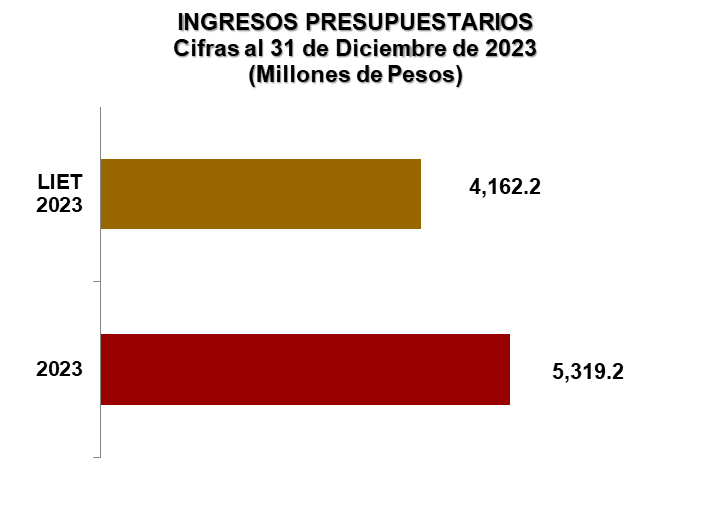 INGRESOS PRESUPUESTARIOS
Cifras al 31 de Diciembre de 2023
(Millones de Pesos)
LIET
2023
4,162.2
2023
5,319.2